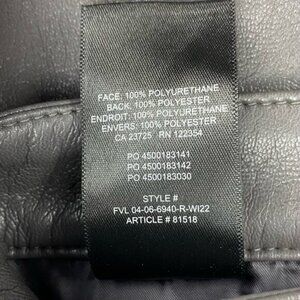 FACE: 100% POLYURETHANE
BACK: 100% POLYESTER
ENDROIT: 100% POLYURETHANE
ENVERS: 100% POLYESTER
CA 23725 RN 122354
PO 4500183141
PO 4500183142
PO 4500183030
STYLE #
FVL 04-06-6940-R-WI22
ARTICLE # 81518